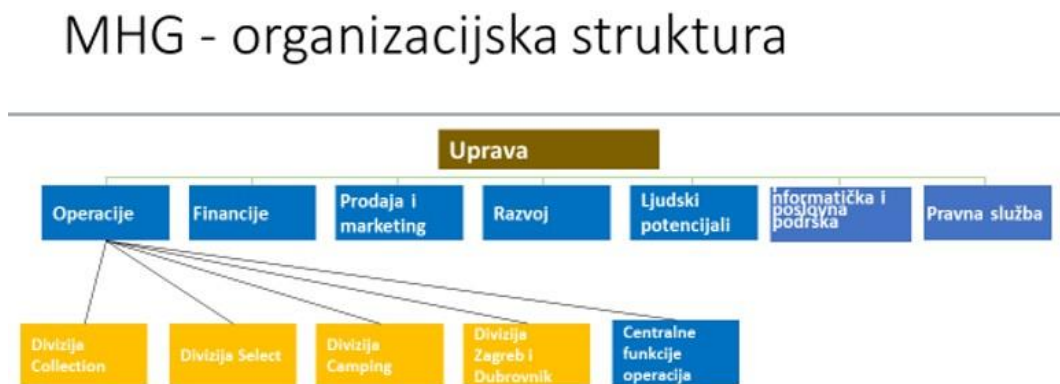 MHG - organizacijska struktura
Uprava
Operacije
Financije
Prodaja i
marketing
Razvoj
Ljudski
potencijali
nformatička i
poslovna
podrška
Pravna služba
Divizija
Collection
Divizija Select
Divizija
Camping
Divizija
Zagreb i
Dubrovnik
Centralne
funkcije
operacija